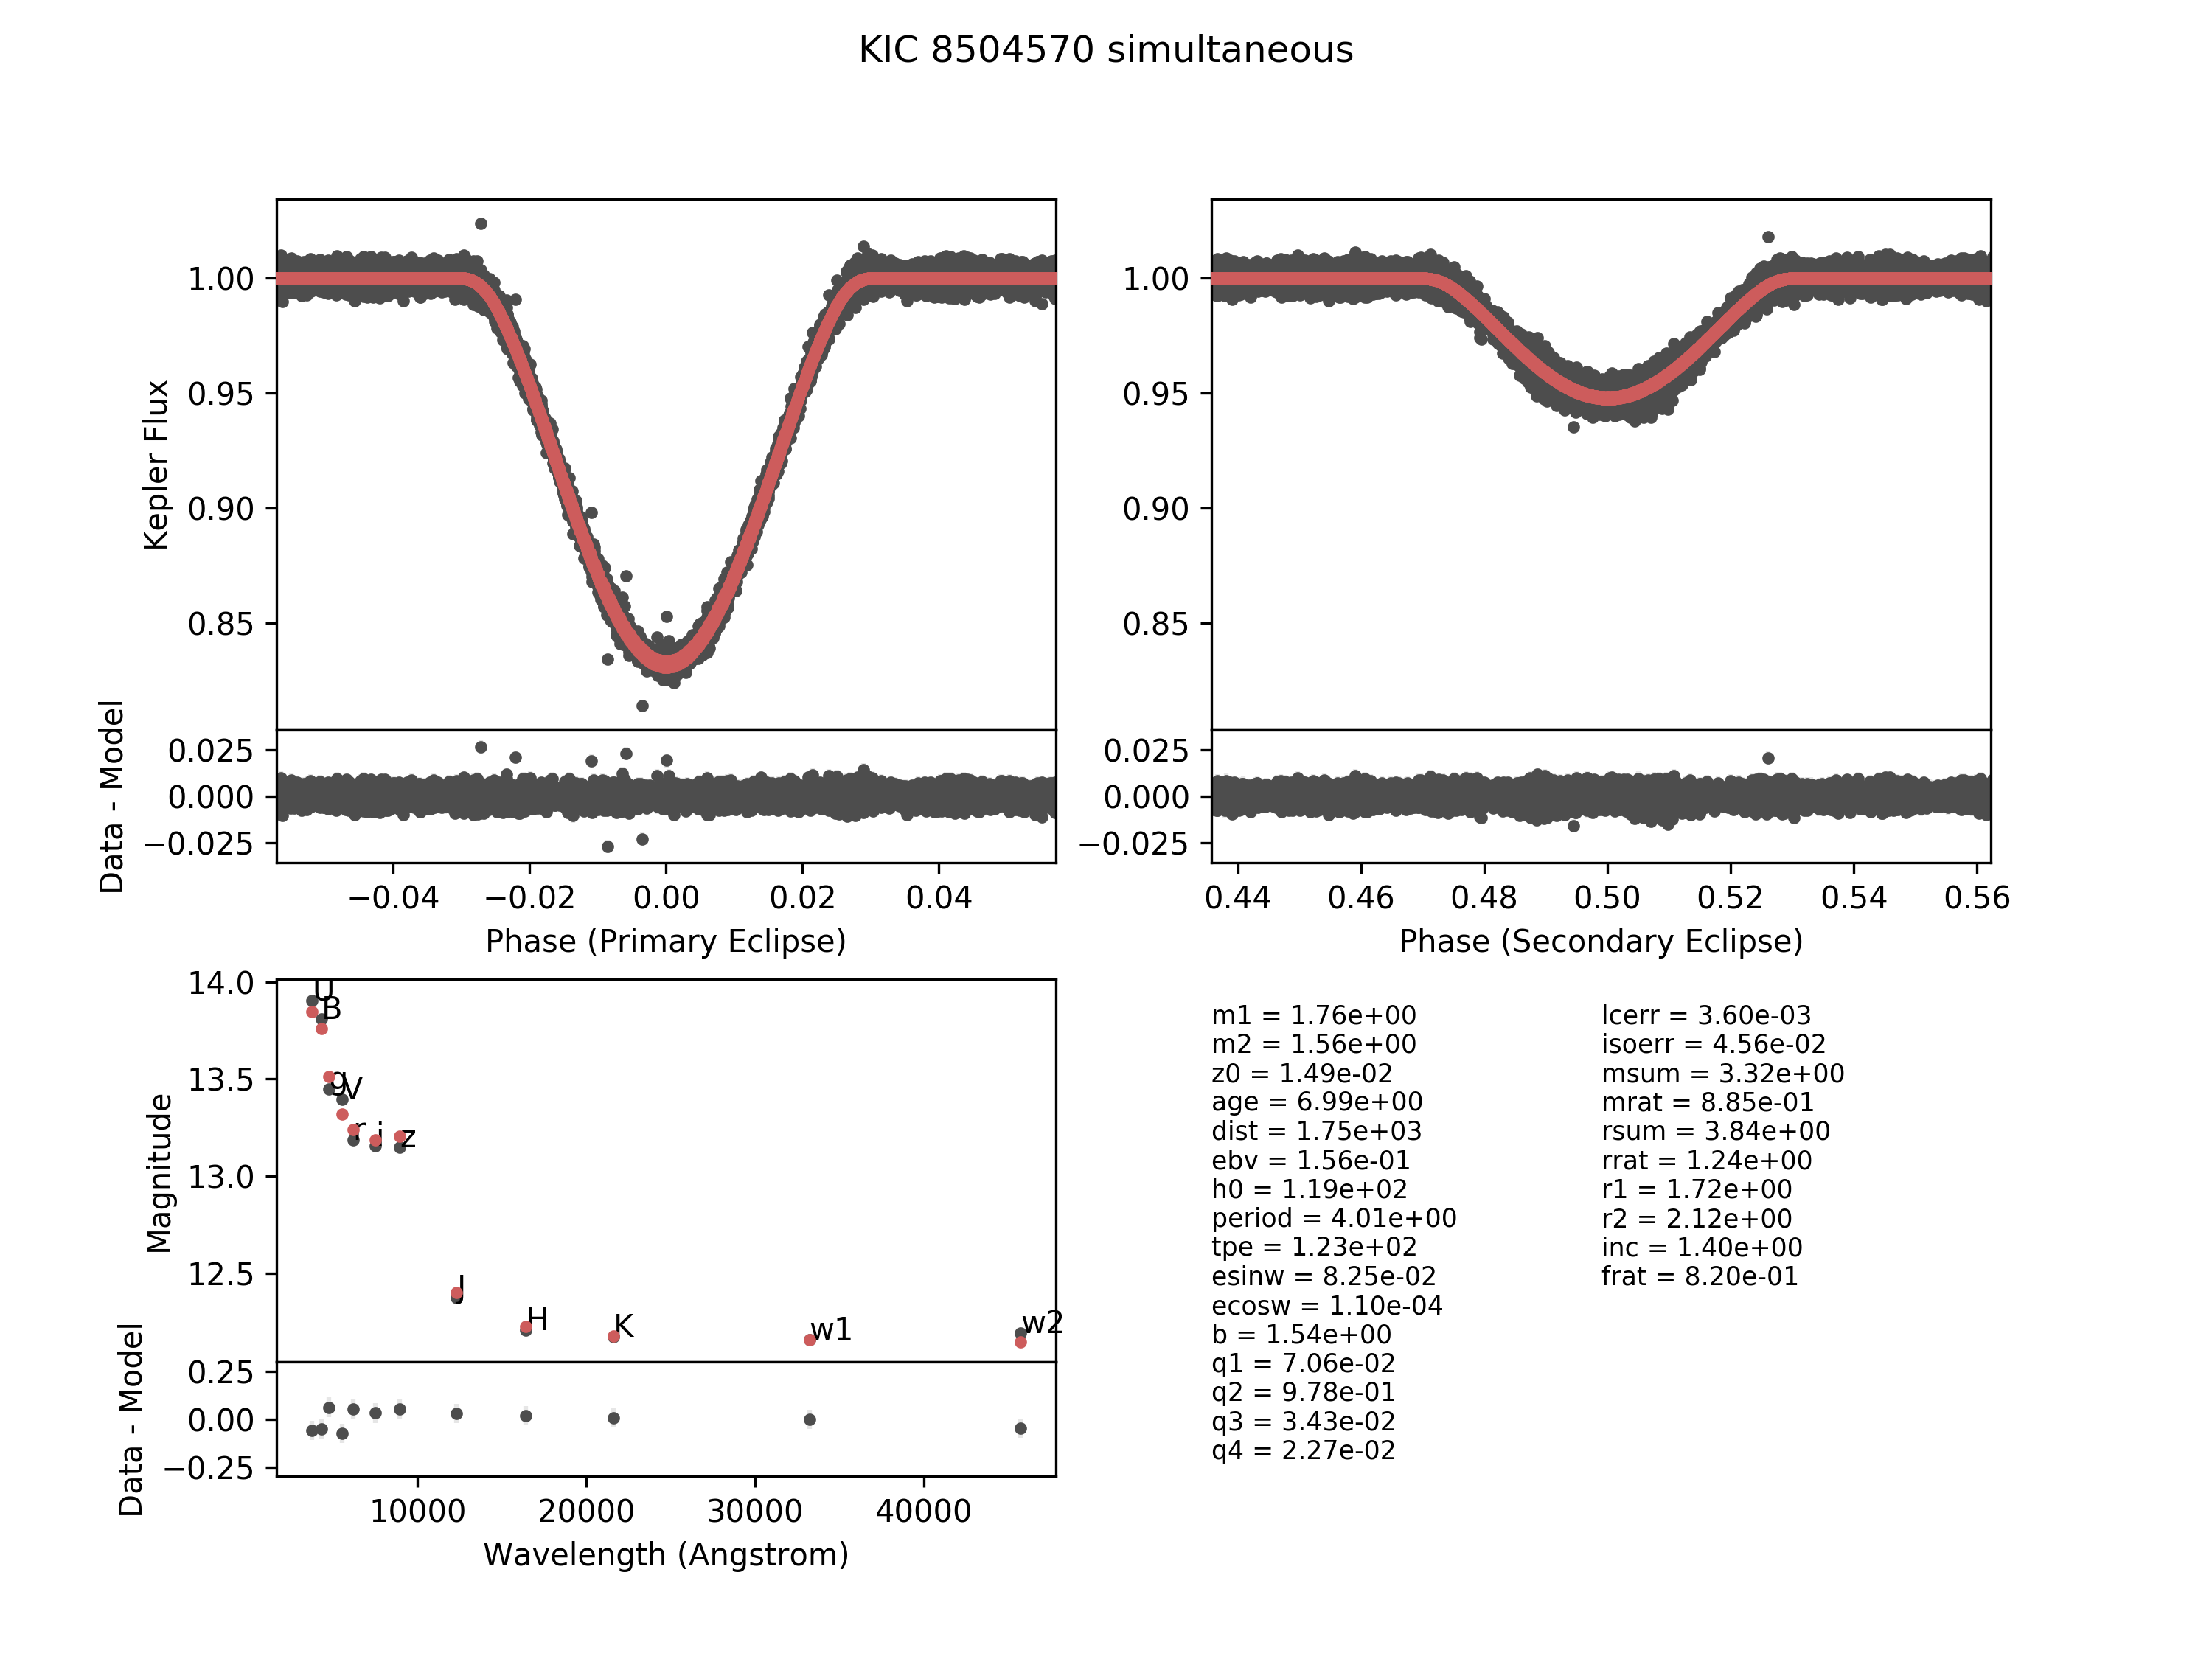 KIC 8504570 simultaneous
Kepler Flux
1.00
0.95
0.90
0.85
1.00
0.95
0.90
0.85
Data - Model
0.025
0.000
−0.025
0.025
0.000
−0.025
−0.04 −0.02 0.00 0.02 0.04
0.44 0.46 0.48 0.50 0.52 0.54 0.56
Phase (Primary Eclipse)
Phase (Secondary Eclipse)
Magnitude
14.0
13.5
13.0
12.5
U
B
g
V
r
i
z
J
H
K
w1
w2
Data - Model
0.25
0.00
−0.25
10000 20000 30000 40000
Wavelength (Angstrom)
m1 = 1.76e+00
m2 = 1.56e+00
z0 = 1.49e-02
age = 6.99e+00
dist = 1.75e+03
ebv = 1.56e-01
h0 = 1.19e+02
period = 4.01e+00
tpe = 1.23e+02
esinw = 8.25e-02
ecosw = 1.10e-04
b = 1.54e+00
q1 = 7.06e-02
q2 = 9.78e-01
q3 = 3.43e-02
q4 = 2.27e-02
lcerr = 3.60e-03
isoerr = 4.56e-02
msum = 3.32e+00
mrat = 8.85e-01
rsum = 3.84e+00
rrat = 1.24e+00
r1 = 1.72e+00
r2 = 2.12e+00
inc = 1.40e+00
frat = 8.20e-01